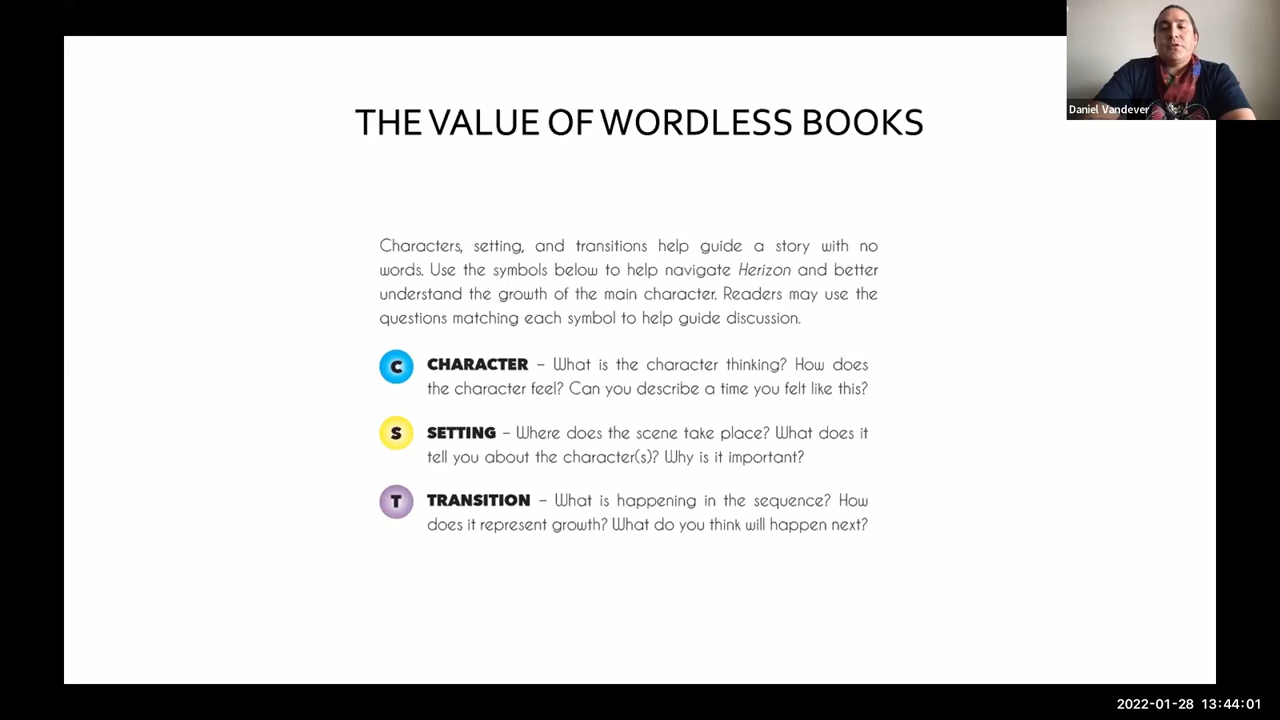 Daniel Vandever
THE VALUE OF WORDLESS BOOKS
Characters, setting, and transitions help guide a story with no
words. Use the symbols below to help navigate Herizon and better
understand the growth of the main character. Readers may use the
questions matching each symbol to help guide discussion.
C CHARACTER – What is the character thinking? How does
the character feel? Can you describe a time you felt like this?
S SETTING – Where does the scene take place? What does it
tell you about the character(s)? Why is it important?
T TRANSITION – What is happening in the sequence? How
does it represent growth? What do you think will happen next?
2022-01-28 13:44:01